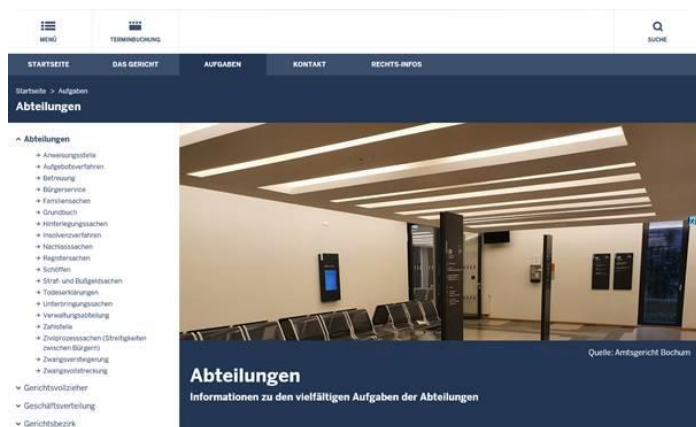 MENÜ
TERMINBUCHUNG
SUCHE
STARTSEITE DAS GERICHT AUFGABEN KONTAKT RECHTS-INFOS
Startseite > Aufgaben
Abteilungen
Abteilungen
→ Anweisungsstelle
→ Aufgebotsverfahren
→ Betreuung
→ Bürgerservice
→ Familiensachen
→ Grundbuch
→ Hinterlegungssachen
→ Insolvenzverfahren
→ Nachlasssachen
→ Registersachen
→ Schöffen
→ Straf- und Bußgeldsachen
→ Todeserklärungen
→ Unterbringungssachen
→ Verwaltungsabteilung
→ Zahlstelle
→ Zivilprozesssachen (Streitigkeiten
zwischen Bürgern)
→ Zwangsversteigerung
→ Zwangsvollstreckung
Gerichtsvollzieher
Geschäftsverteilung
Gerichtsbezirk
Quelle: Amtsgericht Bochum
Abteilungen
Informationen zu den vielfältigen Aufgaben der Abteilungen